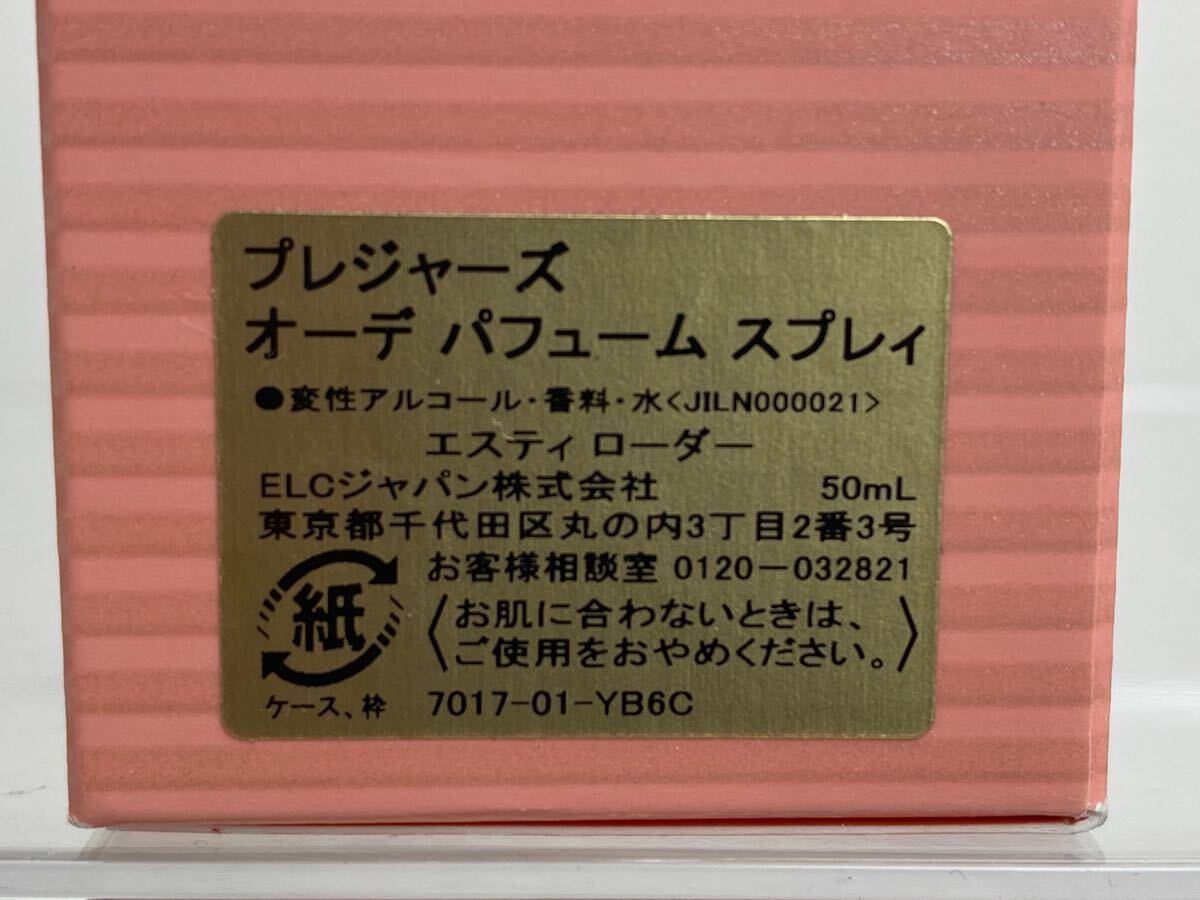 プレジャーズ
オーデ パフューム スプレィ
●変性アルコール・香料・水<JILN000021>
エスティ ローダー
ELCジャパン株式会社 50mL
東京都千代田区丸の内3丁目2番3号
お客様相談室 0120-032821
紙
〈お肌に合わないときは、
ご使用をおやめください。〉
ケース、枠 7017-01-YB6C